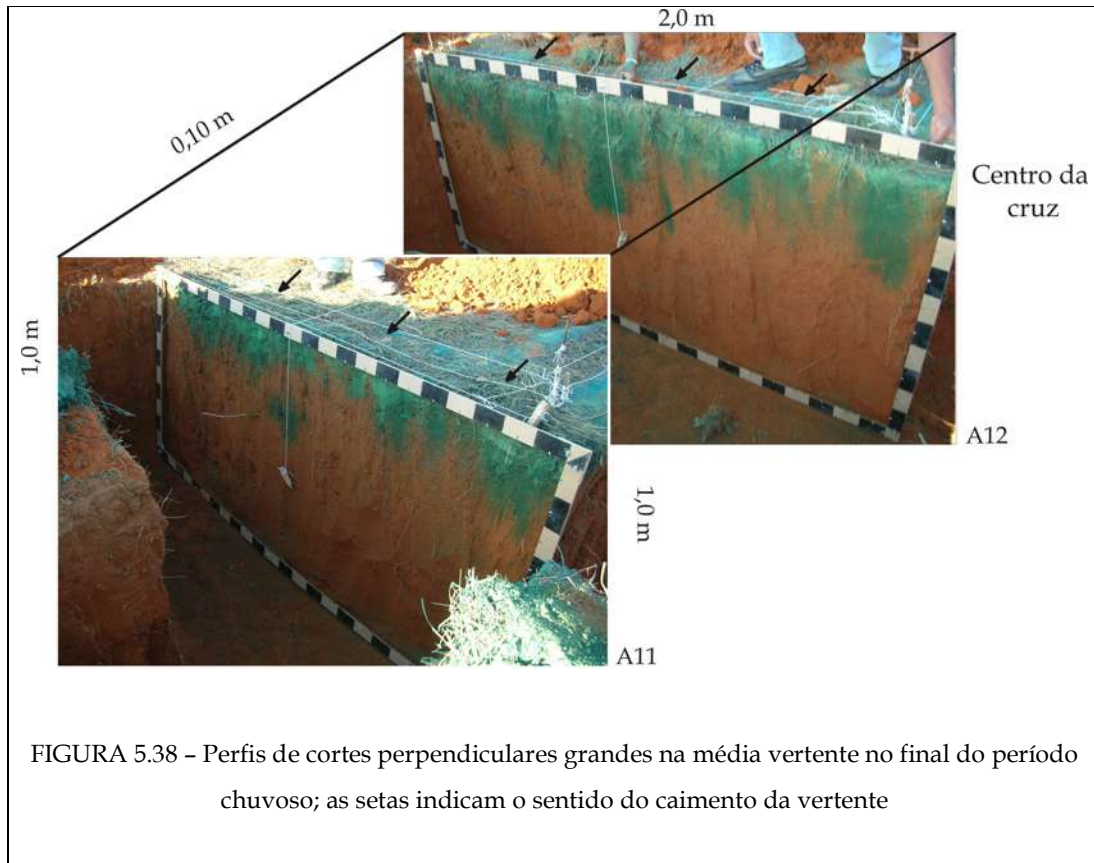 2,0 m
0,10 m
Centro da
cruz
1,0 m
1,0 m
A12
A11
FIGURA 5.38 – Perfis de cortes perpendiculares grandes na média vertente no final do período
chuvoso; as setas indicam o sentido do caimento da vertente